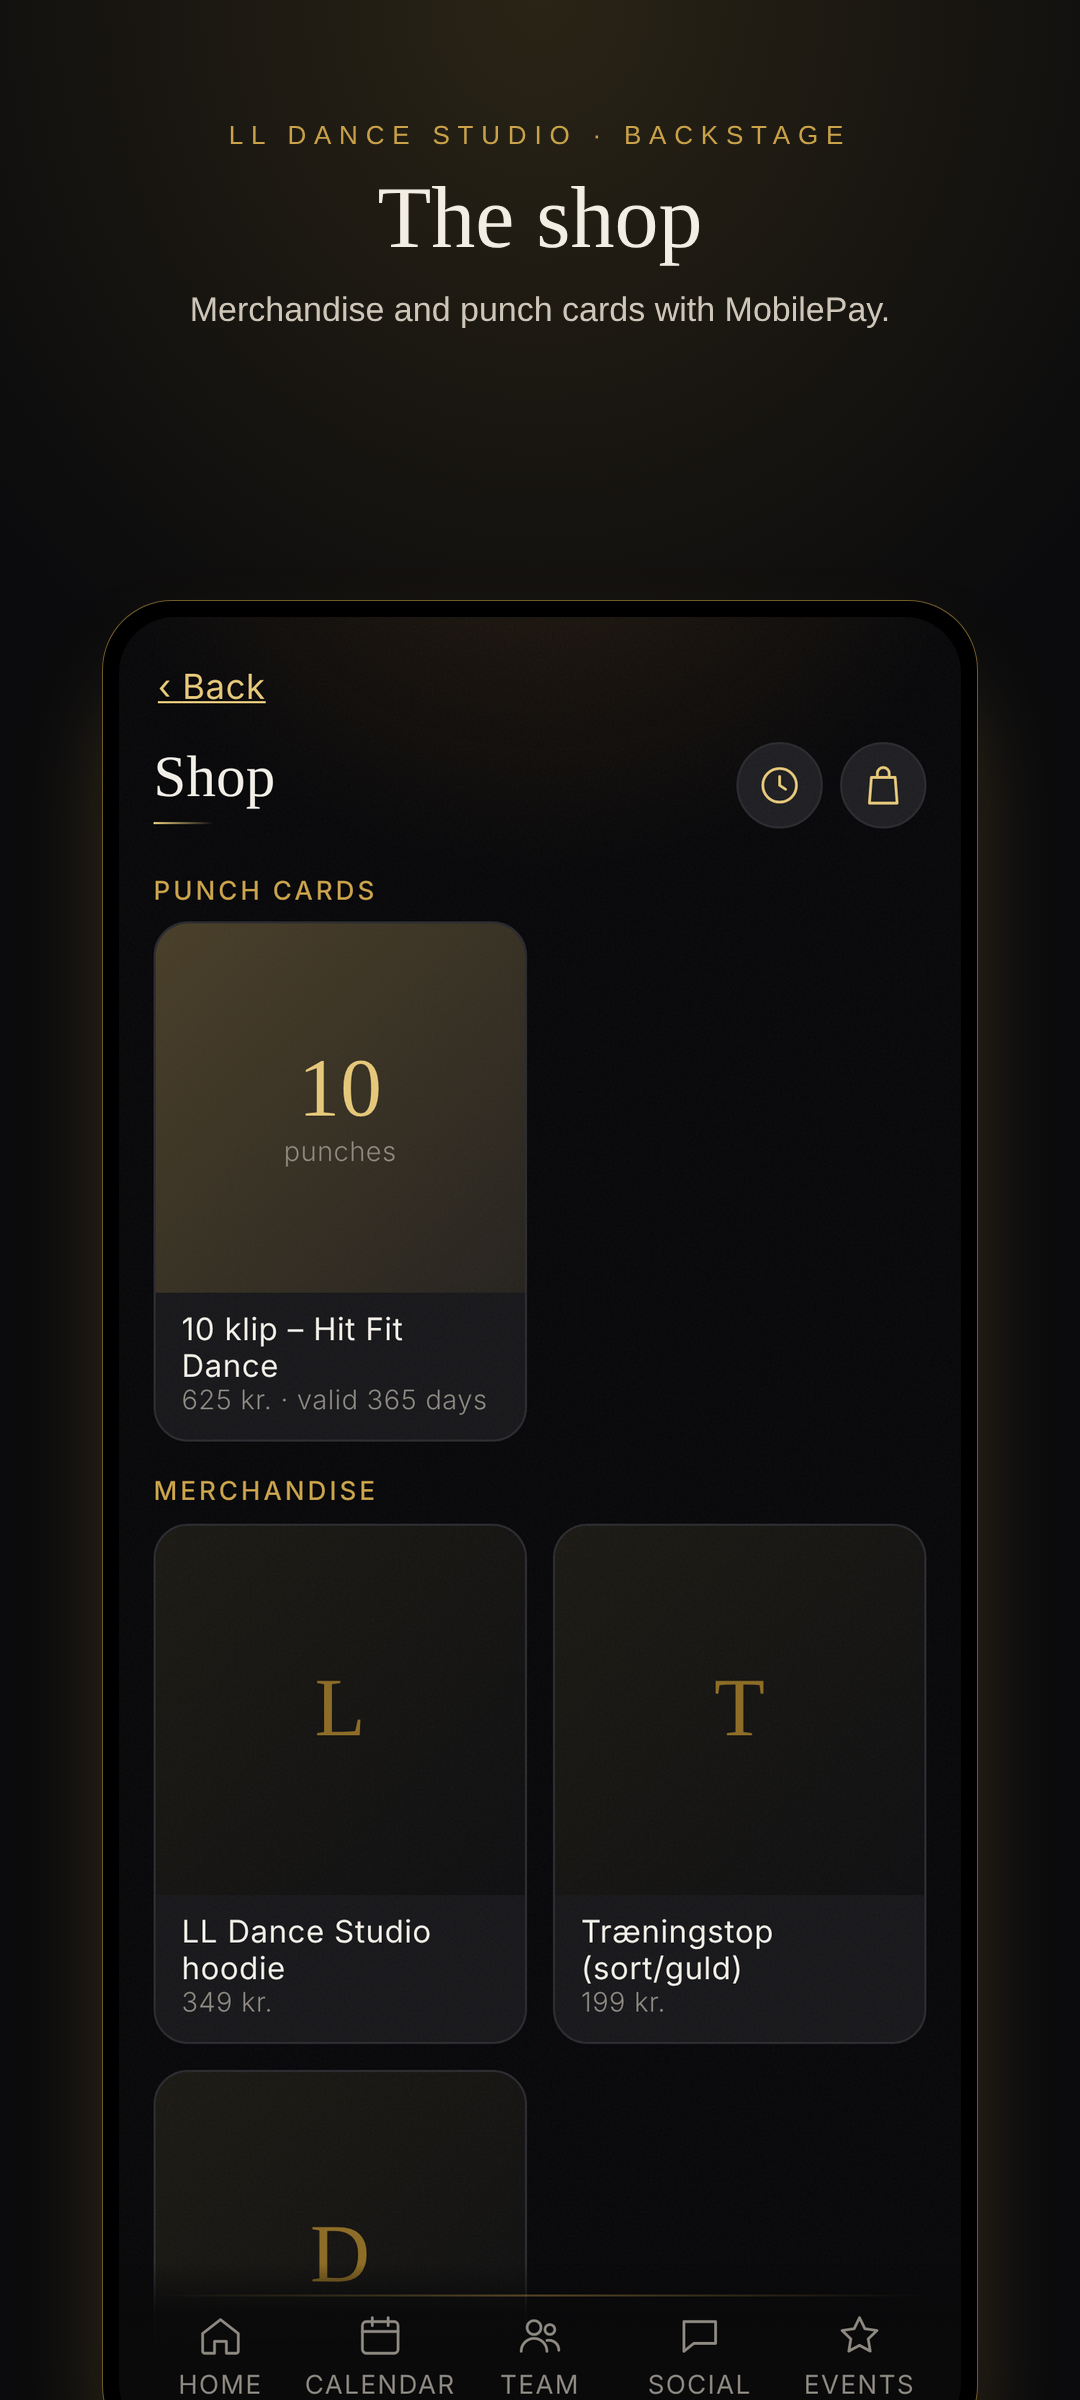 LL DANCE STUDIO · BACKSTAGE
The shop
Merchandise and punch cards with MobilePay.
‹ Back
Shop
PUNCH CARDS
10
punches
10 klip – Hit Fit
Dance
625 kr. · valid 365 days
MERCHANDISE
L
T
LL Dance Studio
hoodie
349 kr.
Træningstop
(sort/guld)
199 kr.
D
HOME
CALENDAR
TEAM
SOCIAL
EVENTS